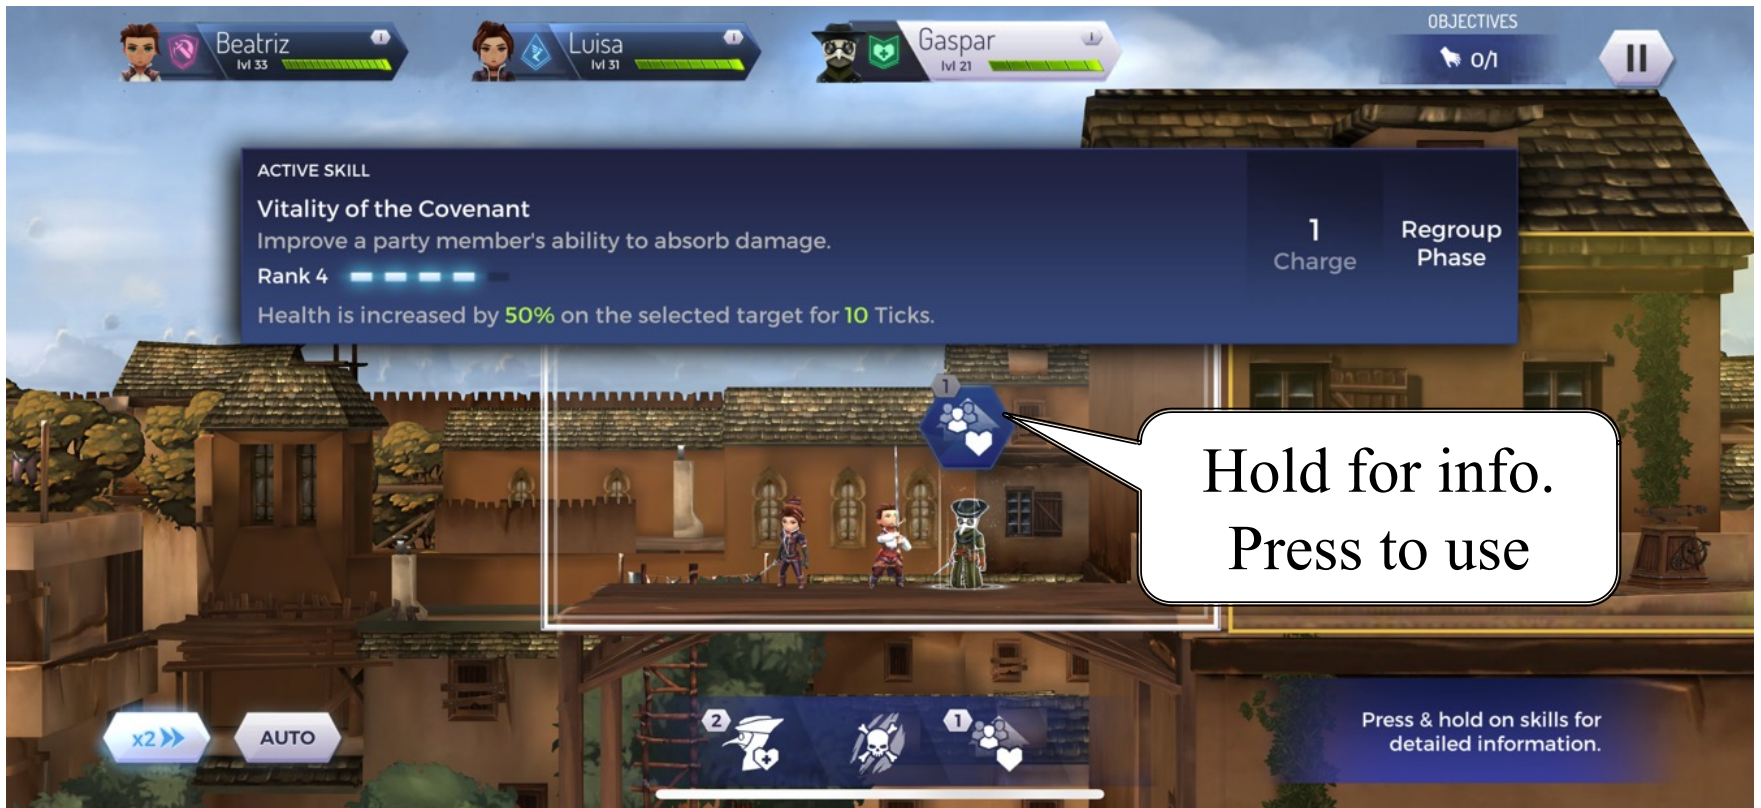 Beatriz
lvl 33
Luisa
lvl 31
Gaspar
lvl 21
OBJECTIVES
0/1
ACTIVE SKILL
Vitality of the Covenant
Improve a party member's ability to absorb damage.
Rank 4
Health is increased by 50% on the selected target for 10 Ticks.
1
Charge
Regroup
Phase
1
Hold for info.
Press to use
x2
AUTO
2
1
Press & hold on skills for
detailed information.